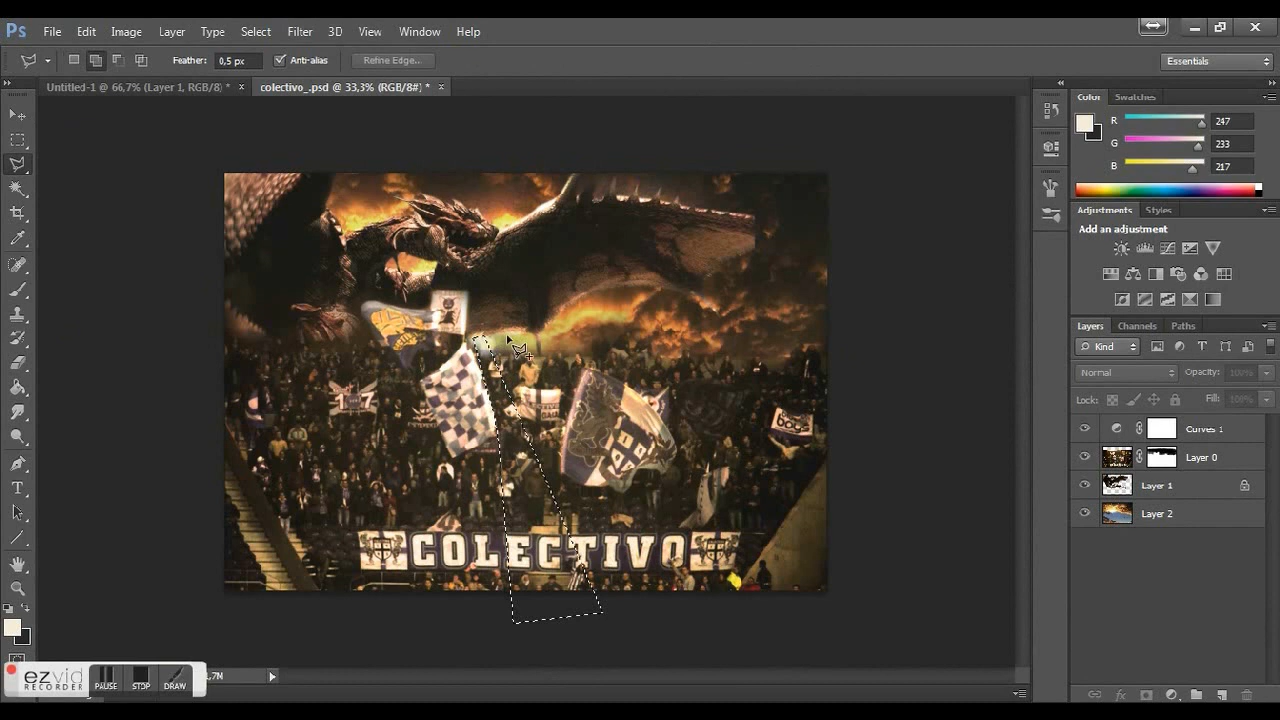 Ps File Edit Image Layer Type Select Filter 3D View Window Help
Feather: 0,5 px Anti-alias Refine Edge... Essentials
Untitled-1 @ 66,7% (Layer 1, RGB/8) * × colectivo_.psd @ 33,3% (RGB/8#) * ×
Color Swatches
R 247
G 233
B 217
Adjustments Styles
Add an adjustment
Layers Channels Paths
Kind
Normal Opacity: 100%
Lock: Fill: 100%
Curves 1
Layer 0
Layer 1
Layer 2
COLECTIVO
ezvid
RECORDER
PAUSE STOP DRAW